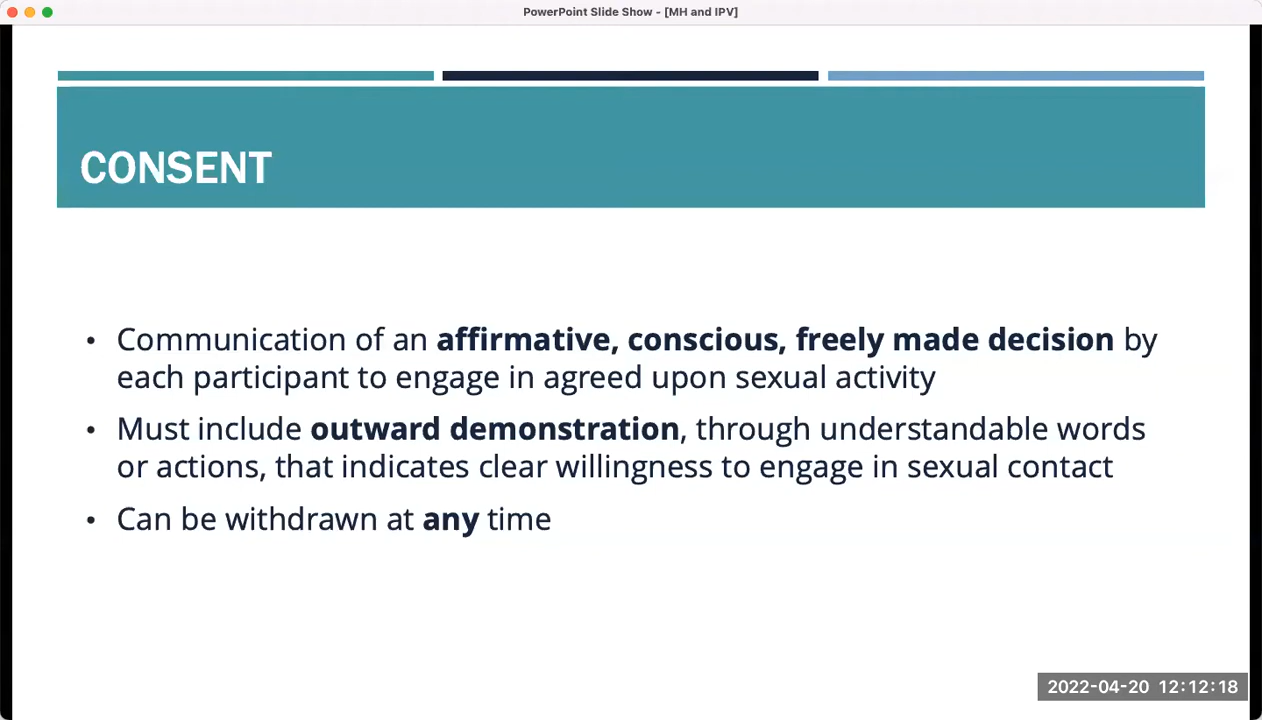 PowerPoint Slide Show - [MH and IPV]
CONSENT
• Communication of an affirmative, conscious, freely made decision by
each participant to engage in agreed upon sexual activity
• Must include outward demonstration, through understandable words
or actions, that indicates clear willingness to engage in sexual contact
• Can be withdrawn at any time
2022-04-20 12:12:18